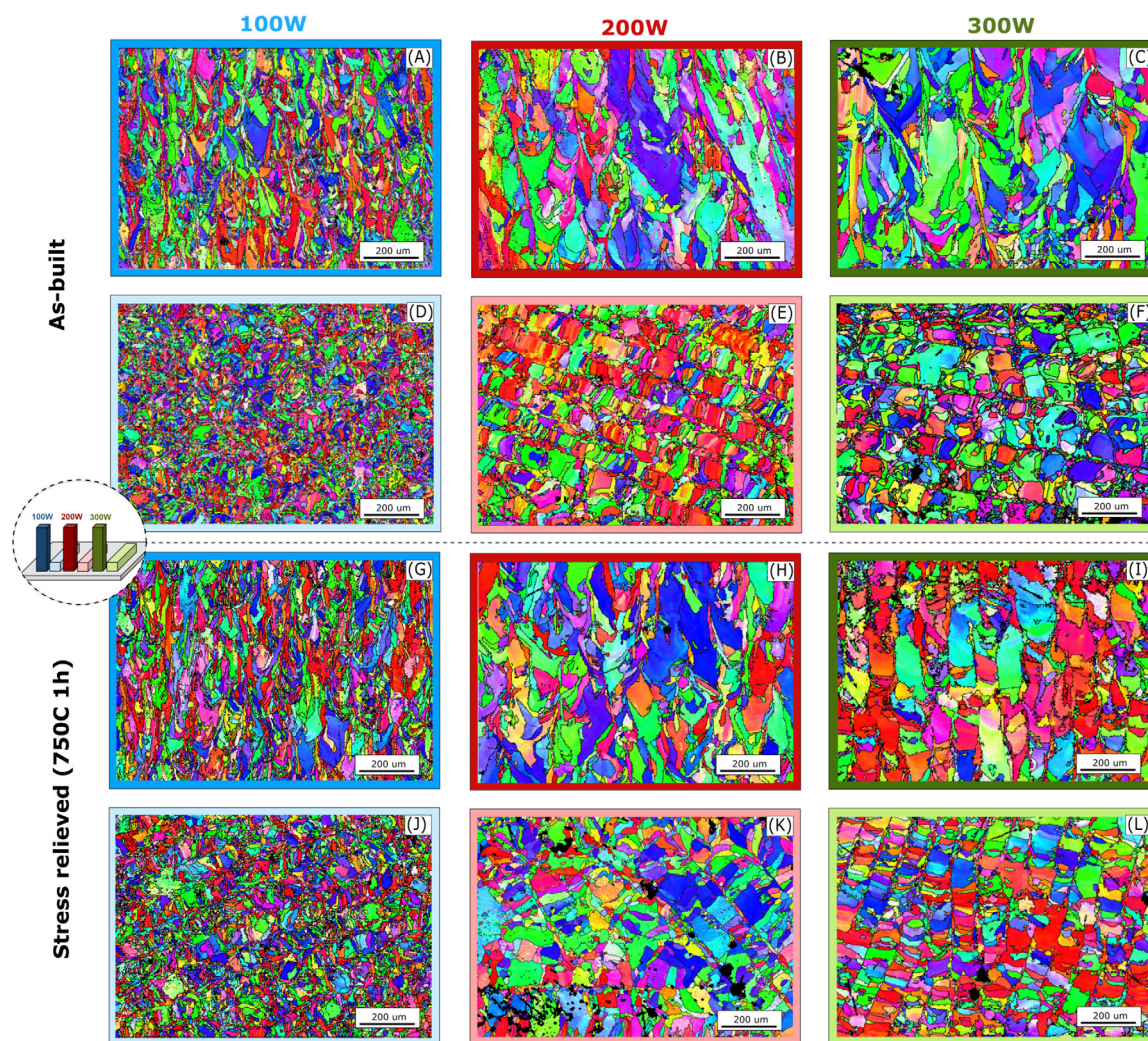 100W 200W 300W
As-built
(A) (B) (C)
200 um 200 um 200 um
(D) (E) (F)
200 um 200 um 200 um
100W 200W 300W
Stress relieved (750C 1h)
(G) (H) (I)
200 um 200 um 200 um
(J) (K) (L)
200 um 200 um 200 um